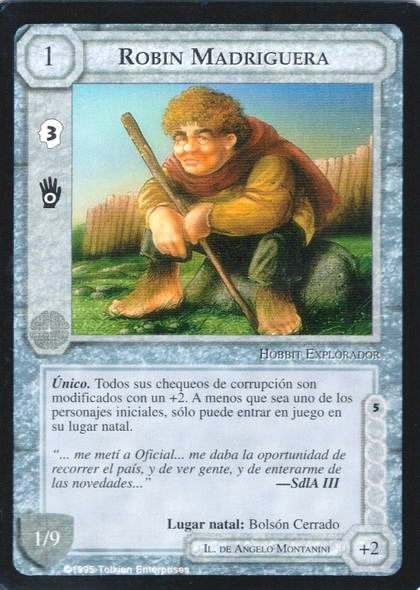 1
ROBIN MADRIGUERA
3
HOBBIT EXPLORADOR
Único. Todos sus chequeos de corrupción son
modificados con un +2. A menos que sea uno de los
personajes iniciales, sólo puede entrar en juego en
su lugar natal.
5
“... me metí a Oficial... me daba la oportunidad de
recorrer el país, y de ver gente, y de enterarme de
las novedades...” —SdlA III
Lugar natal: Bolsón Cerrado
1/9
IL. DE ANGELO MONTANINI
+2
©1995 Tolkien Enterprises